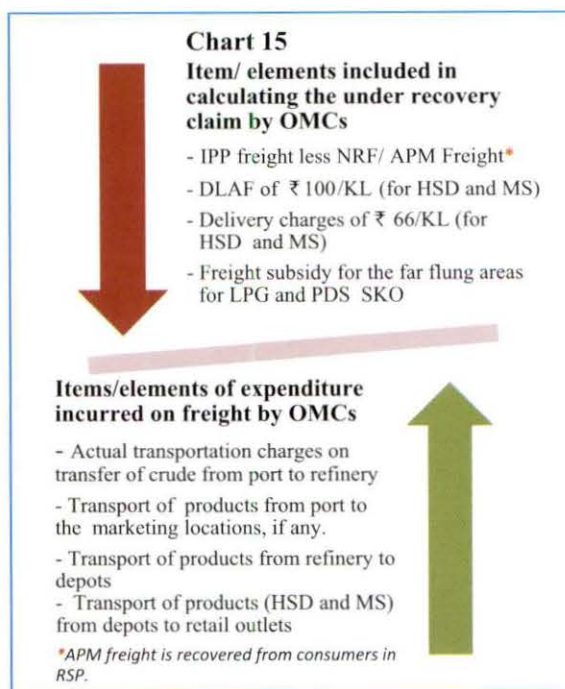 Chart 15
Item/ elements included in
calculating the under recovery
claim by OMCs
- IPP freight less NRF/ APM Freight*
- DLAF of ₹ 100/KL (for HSD and MS)
- Delivery charges of ₹ 66/KL (for
HSD and MS)
- Freight subsidy for the far flung areas
for LPG and PDS SKO
Items/elements of expenditure
incurred on freight by OMCs
- Actual transportation charges on
transfer of crude from port to refinery
- Transport of products from port to
the marketing locations, if any.
- Transport of products from refinery to
depots
- Transport of products (HSD and MS)
from depots to retail outlets
*APM freight is recovered from consumers in
RSP.